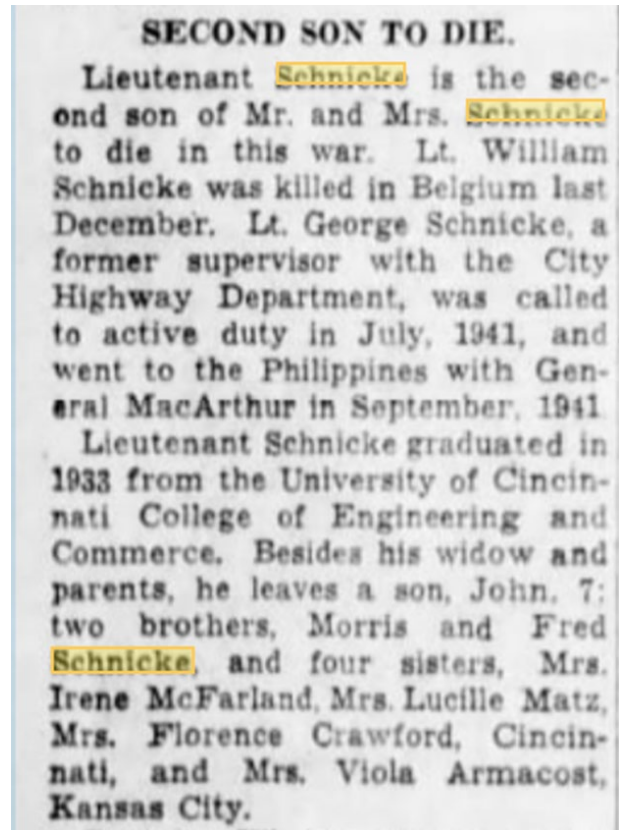 SECOND SON TO DIE.
Lieutenant Schnicke is the sec-
ond son of Mr. and Mrs. Schnicke
to die in this war. Lt. William
Schnicke was killed in Belgium last
December. Lt. George Schnicke, a
former supervisor with the City
Highway Department, was called
to active duty in July, 1941, and
went to the Philippines with Gen-
eral MacArthur in September, 1941.
Lieutenant Schnicke graduated in
1933 from the University of Cincin-
nati College of Engineering and
Commerce. Besides his widow and
parents, he leaves a son, John, 7;
two brothers, Morris and Fred
Schnicke, and four sisters, Mrs.
Irene McFarland, Mrs. Lucille Matz,
Mrs. Florence Crawford, Cincin-
nati, and Mrs. Viola Armacost,
Kansas City.